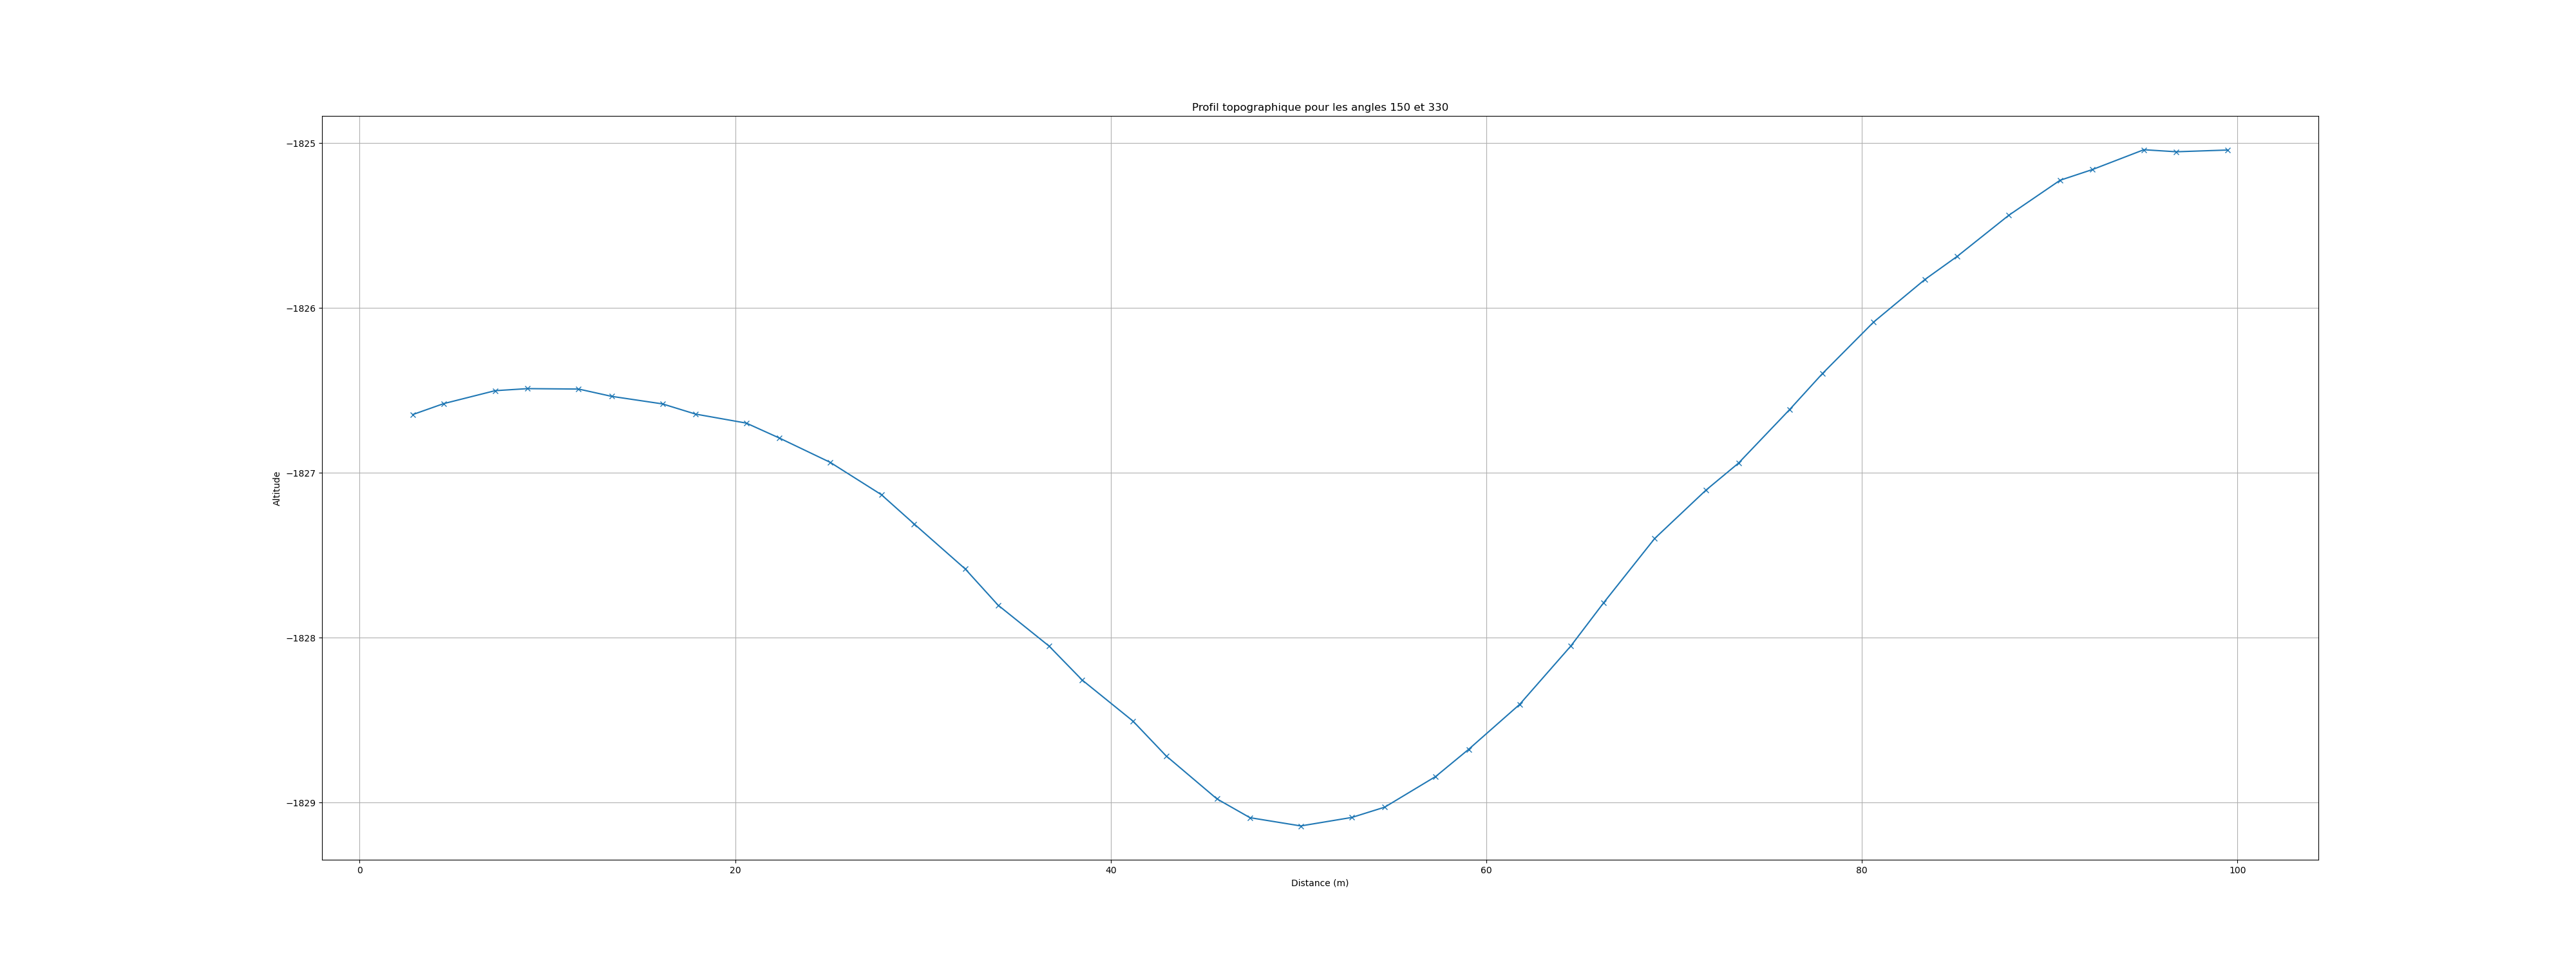 Profil topographique pour les angles 150 et 330
−1825
−1826
−1827
−1828
−1829
Altitude
0 20 40 60 80 100
Distance (m)